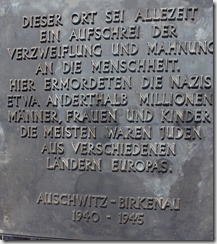 DIESER ORT SEI ALLEZEIT
EIN AUFSCHREI DER
VERZWEIFLUNG UND MAHNUNG
AN DIE MENSCHHEIT.
HIER ERMORDETEN DIE NAZIS
ETWA ANDERTHALB MILLIONEN
MÄNNER, FRAUEN UND KINDER.
DIE MEISTEN WAREN JUDEN
AUS VERSCHIEDENEN
LÄNDERN EUROPAS.
AUSCHWITZ-BIRKENAU
1940 - 1945